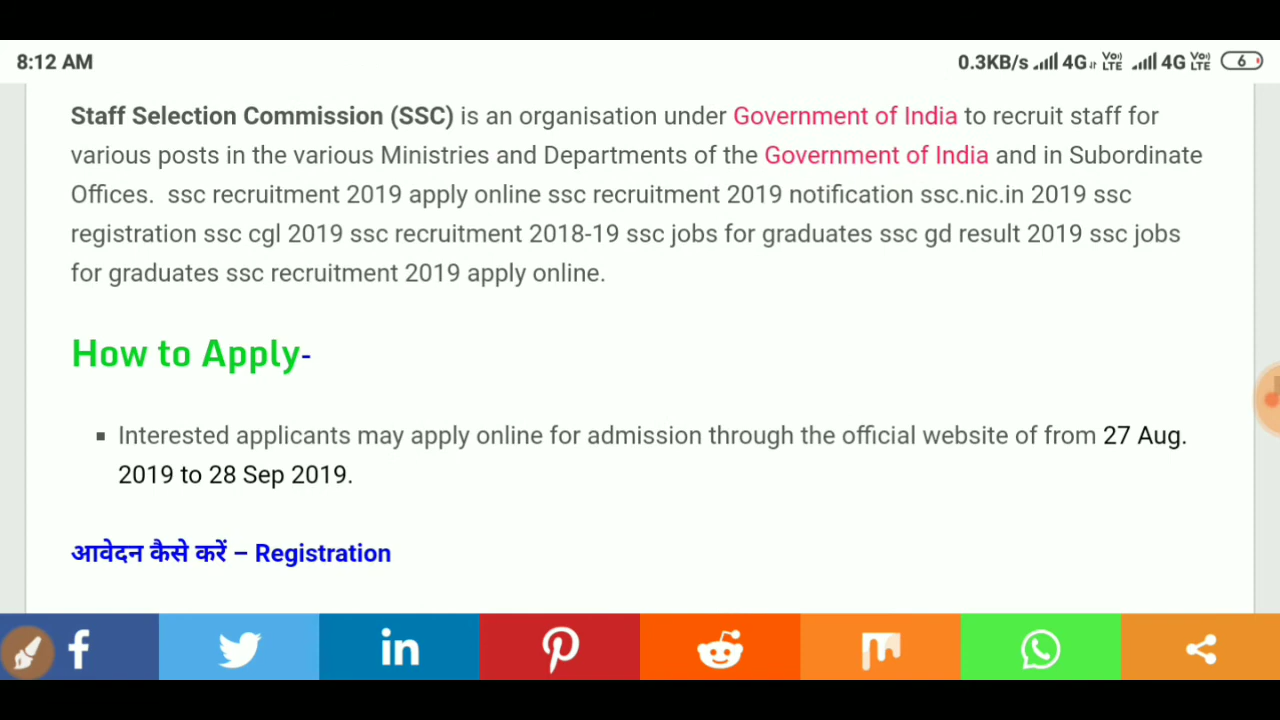 8:12 AM
0.3KB/s 4G Vo) LTE 4G Vo) LTE 6
Staff Selection Commission (SSC) is an organisation under Government of India to recruit staff for
various posts in the various Ministries and Departments of the Government of India and in Subordinate
Offices. ssc recruitment 2019 apply online ssc recruitment 2019 notification ssc.nic.in 2019 ssc
registration ssc cgl 2019 ssc recruitment 2018-19 ssc jobs for graduates ssc gd result 2019 ssc jobs
for graduates ssc recruitment 2019 apply online.
How to Apply-
Interested applicants may apply online for admission through the official website of from 27 Aug.
2019 to 28 Sep 2019.
आवेदन कैसे करें – Registration